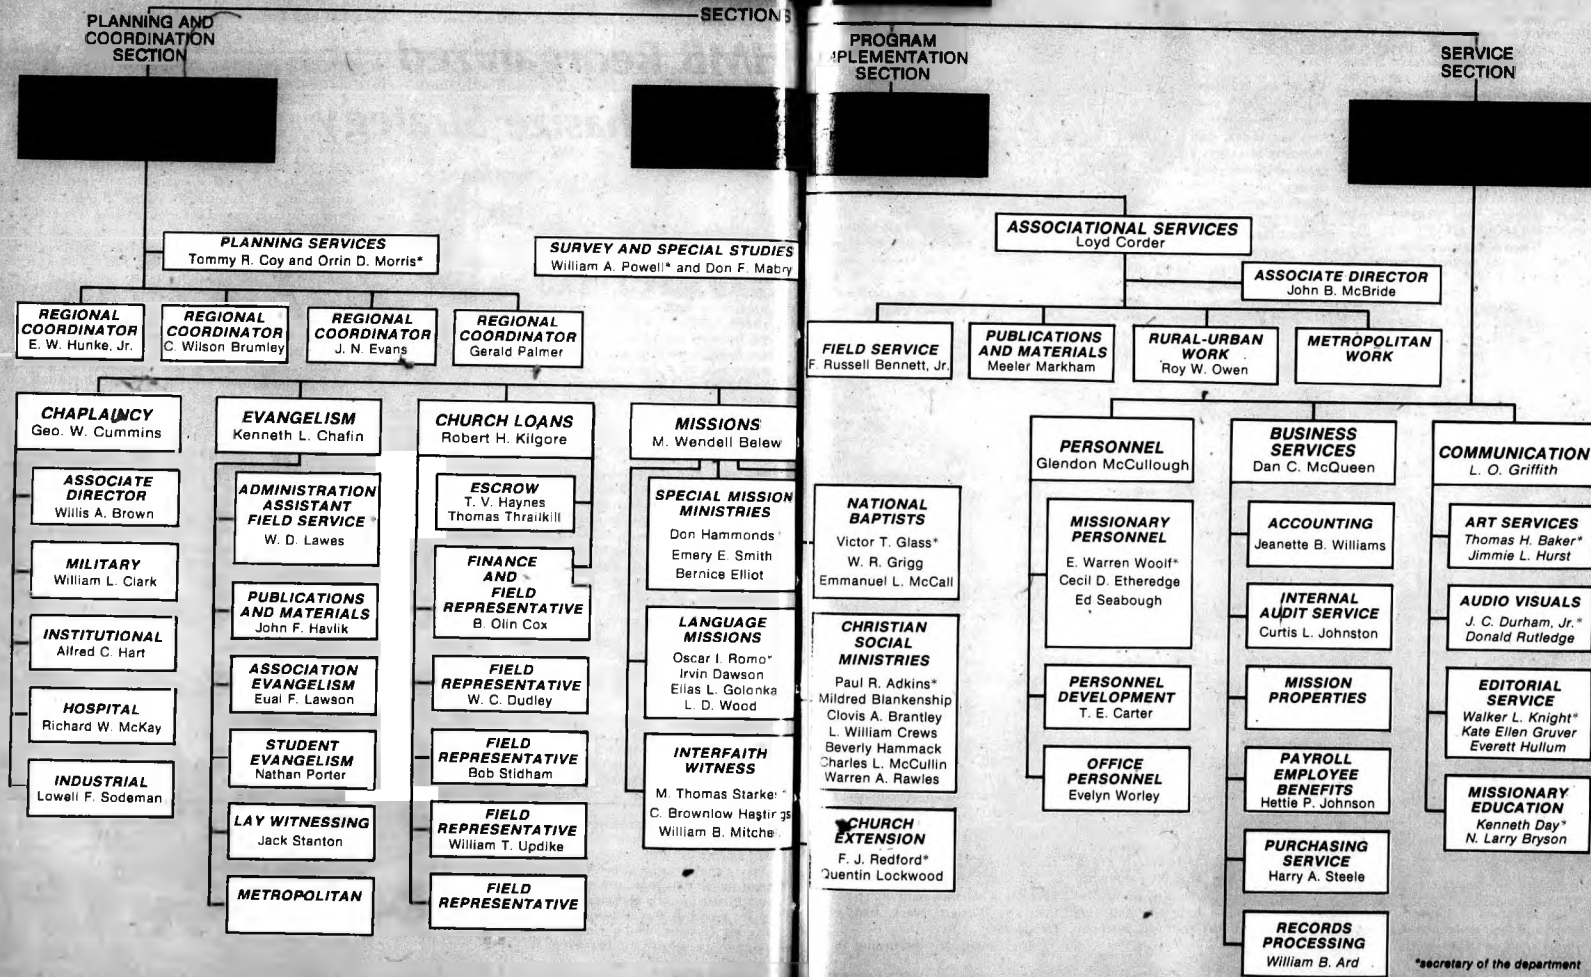 SECTIONS
PLANNING AND
COORDINATION
SECTION
PROGRAM
IMPLEMENTATION
SECTION
SERVICE
SECTION
PLANNING SERVICES
Tommy R. Coy and Orrin D. Morris*
SURVEY AND SPECIAL STUDIES
William A. Powell* and Don F. Mabry
ASSOCIATIONAL SERVICES
Loyd Corder
ASSOCIATE DIRECTOR
John B. McBride
REGIONAL
COORDINATOR
E. W. Hunke, Jr.
REGIONAL
COORDINATOR
C. Wilson Brumley
REGIONAL
COORDINATOR
J. N. Evans
REGIONAL
COORDINATOR
Gerald Palmer
FIELD SERVICE
F. Russell Bennett, Jr.
PUBLICATIONS
AND MATERIALS
Meeler Markham
RURAL-URBAN
WORK
Roy W. Owen
METROPOLITAN
WORK
CHAPLAINCY
Geo. W. Cummins
ASSOCIATE
DIRECTOR
Willis A. Brown
MILITARY
William L. Clark
INSTITUTIONAL
Alfred C. Hart
HOSPITAL
Richard W. McKay
INDUSTRIAL
Lowell F. Sodeman
EVANGELISM
Kenneth L. Chafin
ADMINISTRATION
ASSISTANT
FIELD SERVICE
W. D. Lawes
PUBLICATIONS
AND MATERIALS
John F. Havlik
ASSOCIATION
EVANGELISM
Eual F. Lawson
STUDENT
EVANGELISM
Nathan Porter
LAY WITNESSING
Jack Stanton
METROPOLITAN
CHURCH LOANS
Robert H. Kilgore
ESCROW
T. V. Haynes
Thomas Thrailkill
FINANCE
AND
FIELD
REPRESENTATIVE
B. Olin Cox
FIELD
REPRESENTATIVE
W. C. Dudley
FIELD
REPRESENTATIVE
Bob Stidham
FIELD
REPRESENTATIVE
William T. Updike
FIELD
REPRESENTATIVE
MISSIONS
M. Wendell Belew
SPECIAL MISSION
MINISTRIES
Don Hammonds
Emery E. Smith
Bernice Elliot
LANGUAGE
MISSIONS
Oscar I. Romo*
Irvin Dawson
Elias L. Golonka
L. D. Wood
INTERFAITH
WITNESS
M. Thomas Starkes*
C. Brownlow Hastings
William B. Mitche
NATIONAL
BAPTISTS
Victor T. Glass*
W. R. Grigg
Emmanuel L. McCall
CHRISTIAN
SOCIAL
MINISTRIES
Paul R. Adkins*
Mildred Blankenship
Clovis A. Brantley
L. William Crews
Beverly Hammack
Charles L. McCullin
Warren A. Rawles
CHURCH
EXTENSION
F. J. Redford*
Quentin Lockwood
PERSONNEL
Glendon McCullough
MISSIONARY
PERSONNEL
E. Warren Woolf*
Cecil D. Etheredge
Ed Seabough
PERSONNEL
DEVELOPMENT
T. E. Carter
OFFICE
PERSONNEL
Evelyn Worley
BUSINESS
SERVICES
Dan C. McQueen
ACCOUNTING
Jeanette B. Williams
INTERNAL
AUDIT SERVICE
Curtis L. Johnston
MISSION
PROPERTIES
PAYROLL
EMPLOYEE
BENEFITS
Hettie P. Johnson
PURCHASING
SERVICE
Harry A. Steele
RECORDS
PROCESSING
William B. Ard
COMMUNICATION
L. O. Griffith
ART SERVICES
Thomas H. Baker*
Jimmie L. Hurst
AUDIO VISUALS
J. C. Durham, Jr.*
Donald Rutledge
EDITORIAL
SERVICE
Walker L. Knight*
Kate Ellen Gruver
Everett Hullum
MISSIONARY
EDUCATION
Kenneth Day*
N. Larry Bryson
*secretary of the department